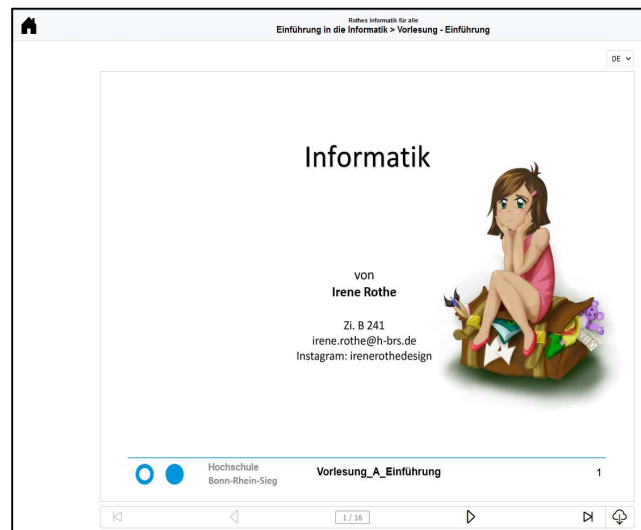 Rothes Informatik für alle
Einführung in die Informatik > Vorlesung - Einführung
DE
Informatik
von
Irene Rothe
Zi. B 241
irene.rothe@h-brs.de
Instagram: irenerothedesign
Hochschule
Bonn-Rhein-Sieg
Vorlesung_A_Einführung
1
1 / 16